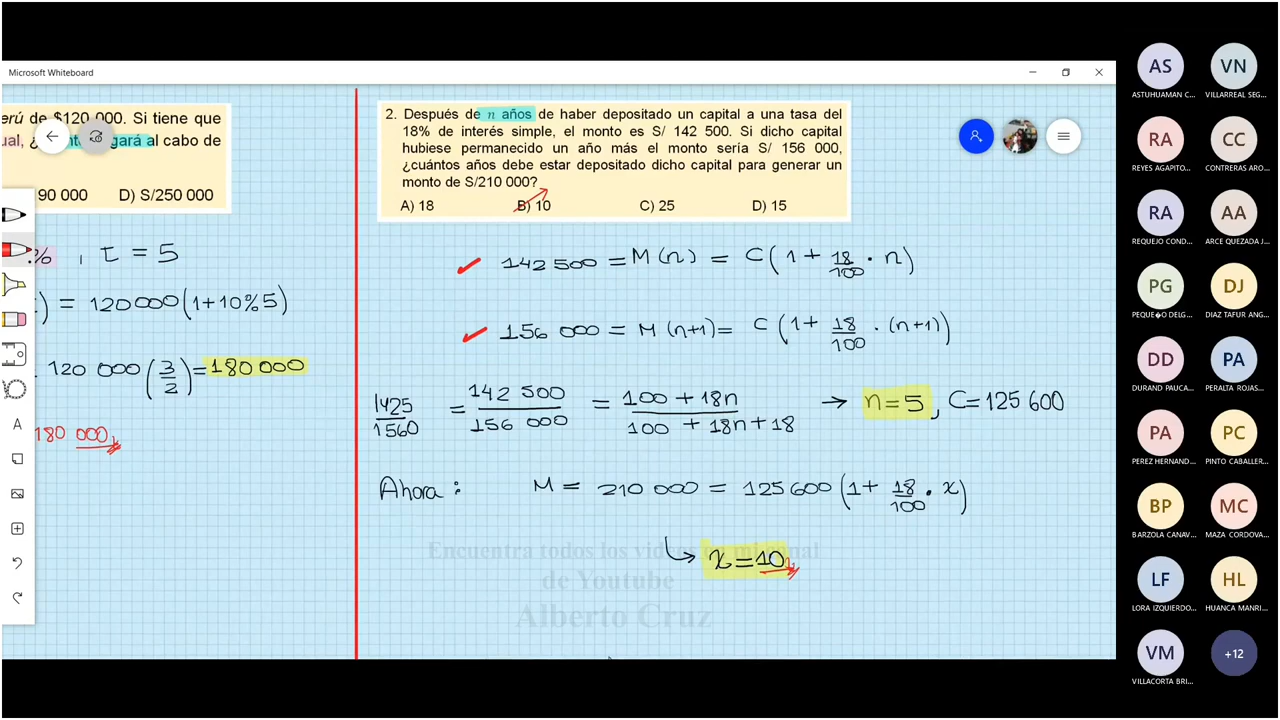 Microsoft Whiteboard
erú de $120 000. Si tiene que
ual, ¿ nt gará al cabo de
90 000 D) S/250 000
%, t = 5
) = 120 000(1+10%5)
120 000 (3/2) = 180 000
180 000
2. Después de n años de haber depositado un capital a una tasa del
18% de interés simple, el monto es S/ 142 500. Si dicho capital
hubiese permanecido un año más el monto sería S/ 156 000,
¿cuántos años debe estar depositado dicho capital para generar un
monto de S/210 000?
A) 18 B) 10 C) 25 D) 15
142 500 = M(n) = C(1 + 18/100 · n)
156 000 = M(n+1) = C(1 + 18/100 · (n+1))
1425/1560 = 142 500/156 000 = 100 + 18n/100 + 18n + 18 → n = 5, C = 125 600
Ahora: M = 210 000 = 125 600 (1 + 18/100 · x)
x = 10
Encuentra todos los vid nal
de Youtube
Alberto Cruz
AS
ASTUHUAMAN C...
VN
VILLARREAL SEG...
RA
REYES AGAPITO...
CC
CONTRERAS ARO...
RA
REQUEJO COND...
AA
ARCE QUEZADA J...
PG
PEQUE�O DELG...
DJ
DIAZ TAFUR ANG...
DD
DURAND PAUCA...
PA
PERALTA ROJAS...
PA
PEREZ HERNAND...
PC
PINTO CABALLER...
BP
BARZOLA CANAV...
MC
MAZA CORDOVA...
LF
LORA IZQUIERDO...
HL
HUANCA MANRI...
VM
VILLACORTA BRI...
+12